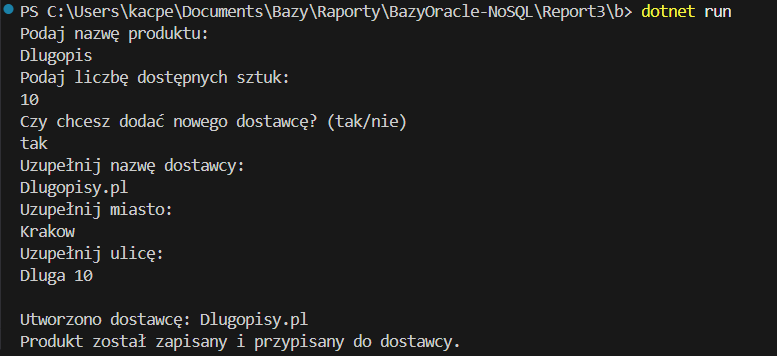 PS C:\Users\kacpe\Documents\Bazy\Raporty\BazyOracle-NoSQL\Report3\b> dotnet run
Podaj nazwę produktu:
Dlugopis
Podaj liczbę dostępnych sztuk:
10
Czy chcesz dodać nowego dostawcę? (tak/nie)
tak
Uzupełnij nazwę dostawcy:
Dlugopisy.pl
Uzupełnij miasto:
Krakow
Uzupełnij ulicę:
Dluga 10
Utworzono dostawcę: Dlugopisy.pl
Produkt został zapisany i przypisany do dostawcy.